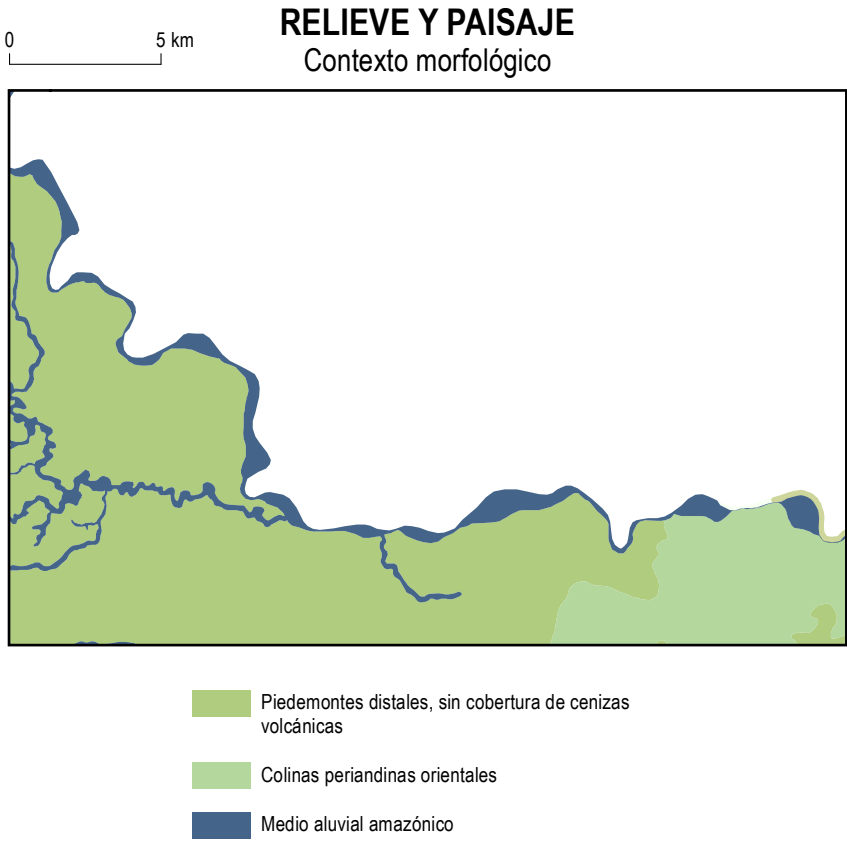 RELIEVE Y PAISAJE
Contexto morfológico
0 5 km
Piedemontes distales, sin cobertura de cenizas
volcánicas
Colinas periandinas orientales
Medio aluvial amazónico